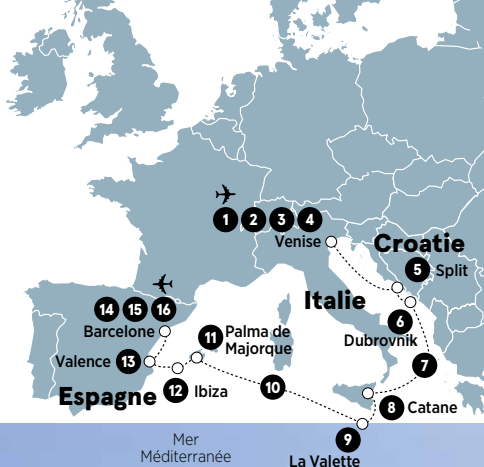 1 2 3 4
Venise
Croatie
5 Split
Italie
14 15 16
Barcelone
6
Dubrovnik
11 Palma de
Majorque
Valence 13
7
Espagne
12 Ibiza
10
8 Catane
9
La Valette
Mer
Méditerranée